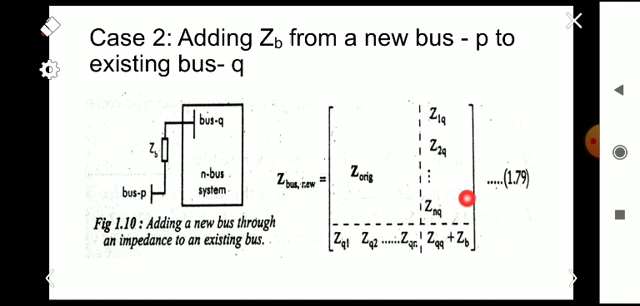 Case 2: Adding Zb from a new bus - p to
existing bus- q
bus-q
Zb
n-bus
system
bus-p
Fig 1.10 : Adding a new bus through
an impedance to an existing bus.
Z1q
Z2q
Zbus, new = Zorig ⋮ .....(1.79)
Znq
Zq1 Zq2 ......Zqn Zqq + Zb